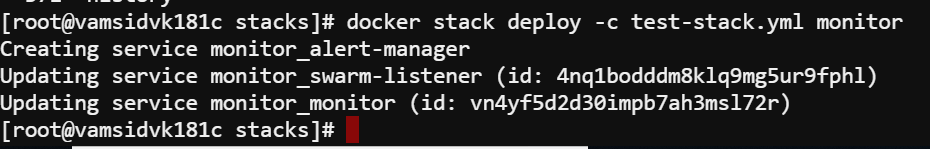 [root@vamsidvk181c stacks]# docker stack deploy -c test-stack.yml monitor
Creating service monitor_alert-manager
Updating service monitor_swarm-listener (id: 4nq1bodddm8klq9mg5ur9fphl)
Updating service monitor_monitor (id: vn4yf5d2d30impb7ah3msl72r)
[root@vamsidvk181c stacks]#